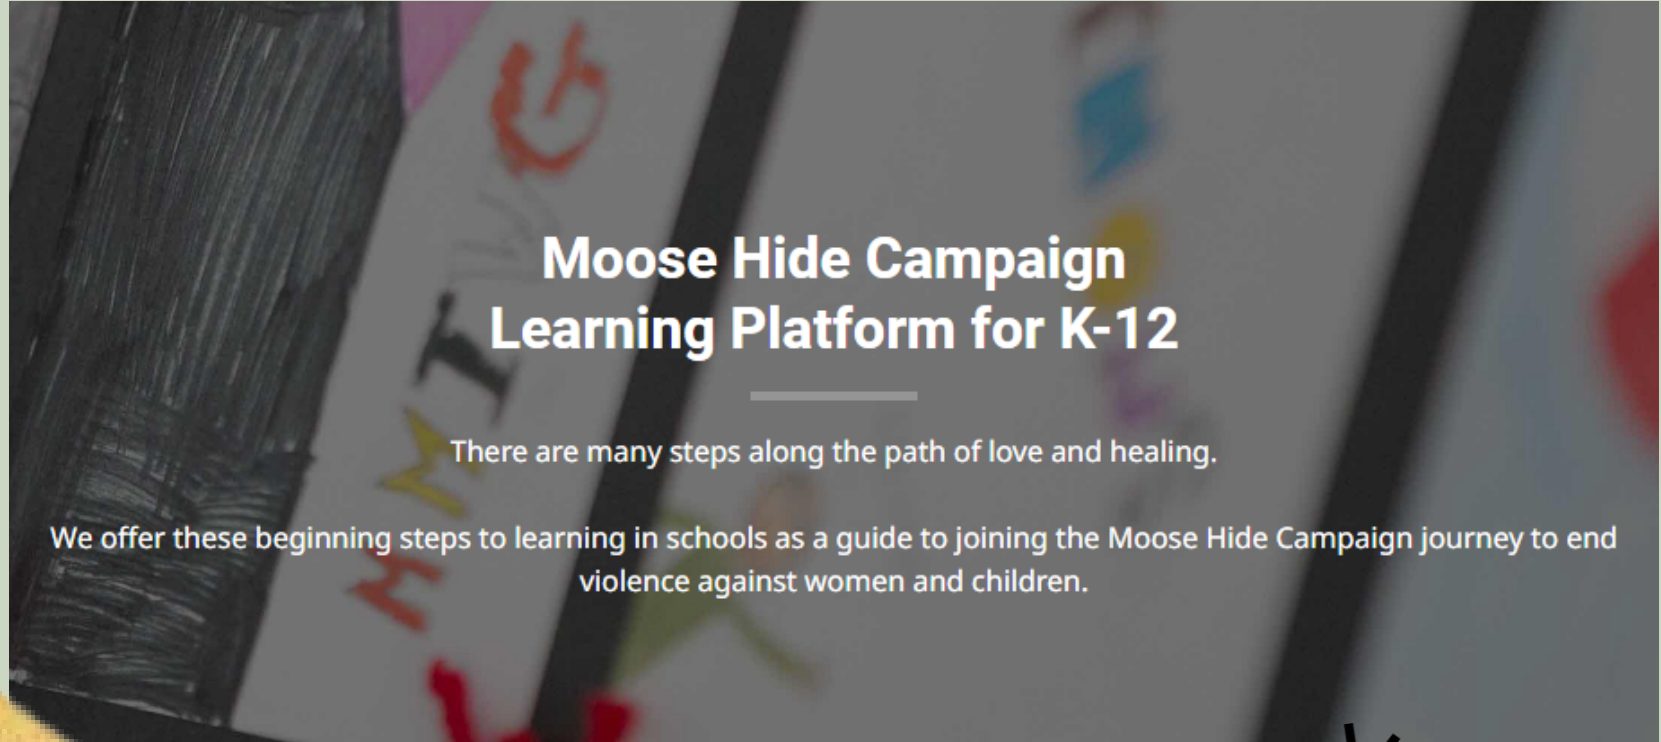 Moose Hide Campaign
Learning Platform for K-12
There are many steps along the path of love and healing.
We offer these beginning steps to learning in schools as a guide to joining the Moose Hide Campaign journey to end
violence against women and children.